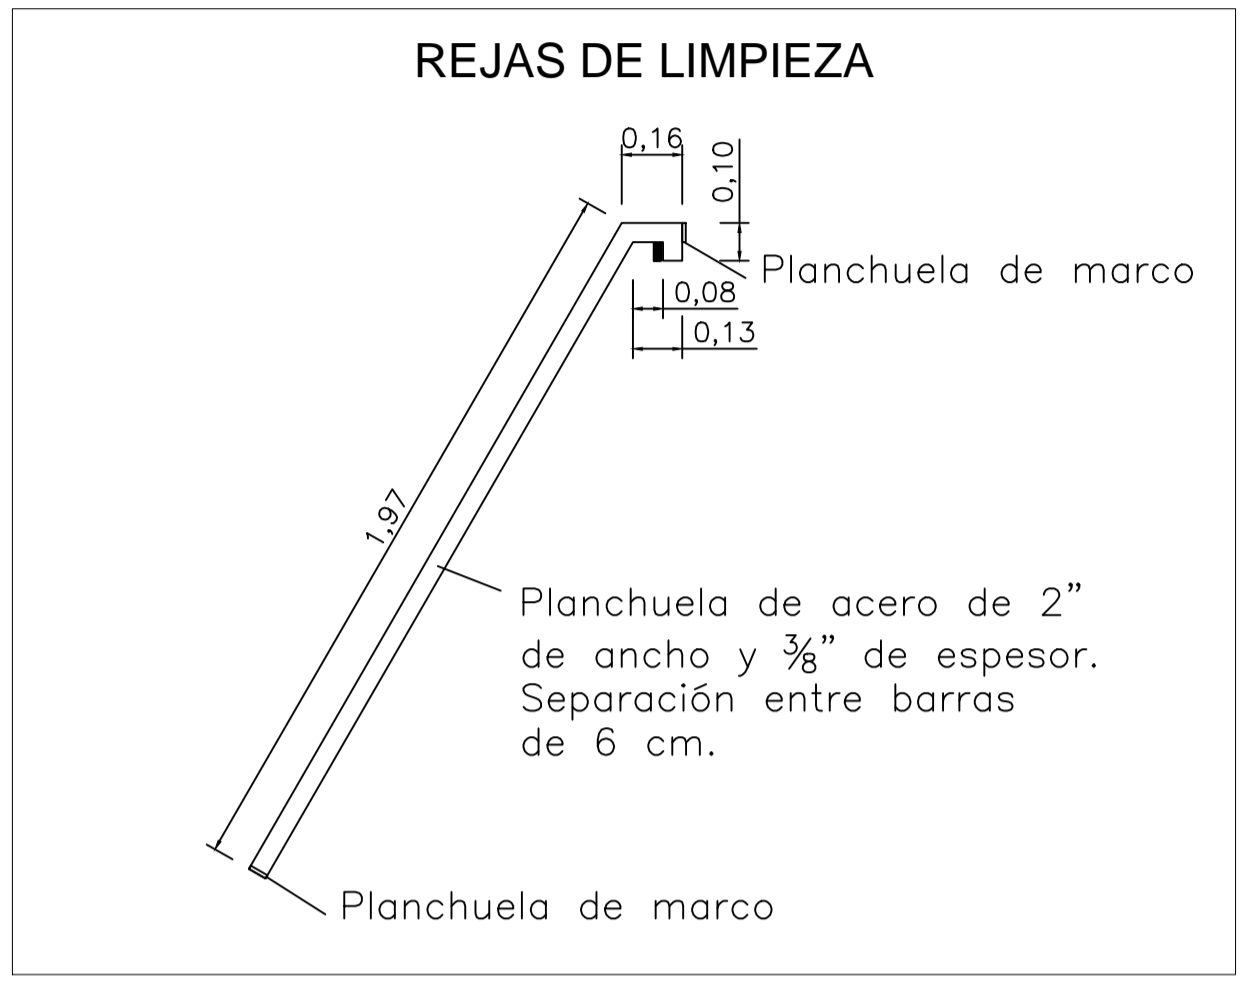 REJAS DE LIMPIEZA
0,16
0,10
Planchuela de marco
0,08
0,13
1,97
Planchuela de acero de 2”
de ancho y ⅜” de espesor.
Separación entre barras
de 6 cm.
Planchuela de marco